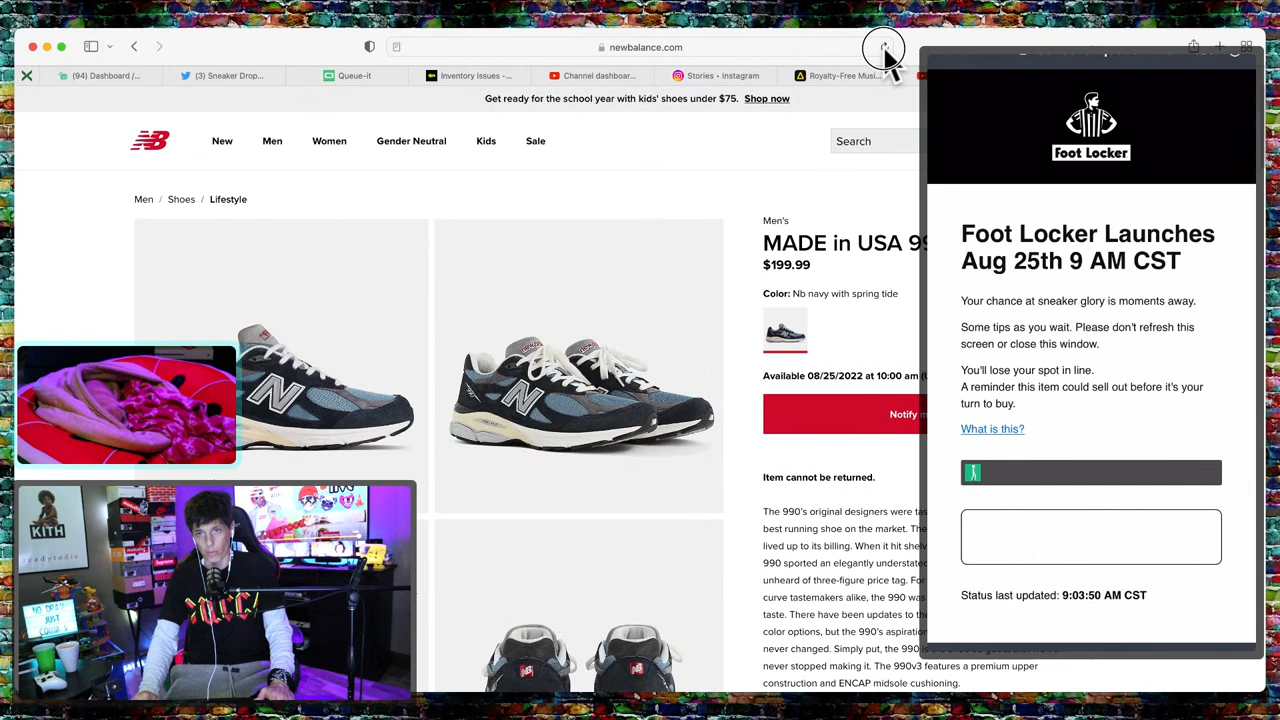 newbalance.com
(94) Dashboard /...
(3) Sneaker Drop...
Queue-it
Inventory issues -...
Channel dashboar...
Stories • Instagram
Royalty-Free Musi...
Get ready for the school year with kids' shoes under $75. Shop now
New
Men
Women
Gender Neutral
Kids
Sale
Search
Men / Shoes / Lifestyle
Men's
MADE in USA 99
$199.99
Color: Nb navy with spring tide
Available 08/25/2022 at 10:00 am (
Notify
Item cannot be returned.
The 990's original designers were
best running shoe on the market. The
lived up to its billing. When it hit
990 sported an elegantly understated
unheard of three-figure price tag. For
curve tastemakers alike, the 990 was
taste. There have been updates to the
color options, but the 990's
never changed. Simply put, the 990
never stopped making it. The 990v3 features a premium upper
construction and ENCAP midsole cushioning.
Foot Locker
Foot Locker Launches
Aug 25th 9 AM CST
Your chance at sneaker glory is moments away.
Some tips as you wait. Please don't refresh this
screen or close this window.
You'll lose your spot in line.
A reminder this item could sell out before it's your
turn to buy.
What is this?
Status last updated: 9:03:50 AM CST
KITH
readytodie
NO DRAW
JUST